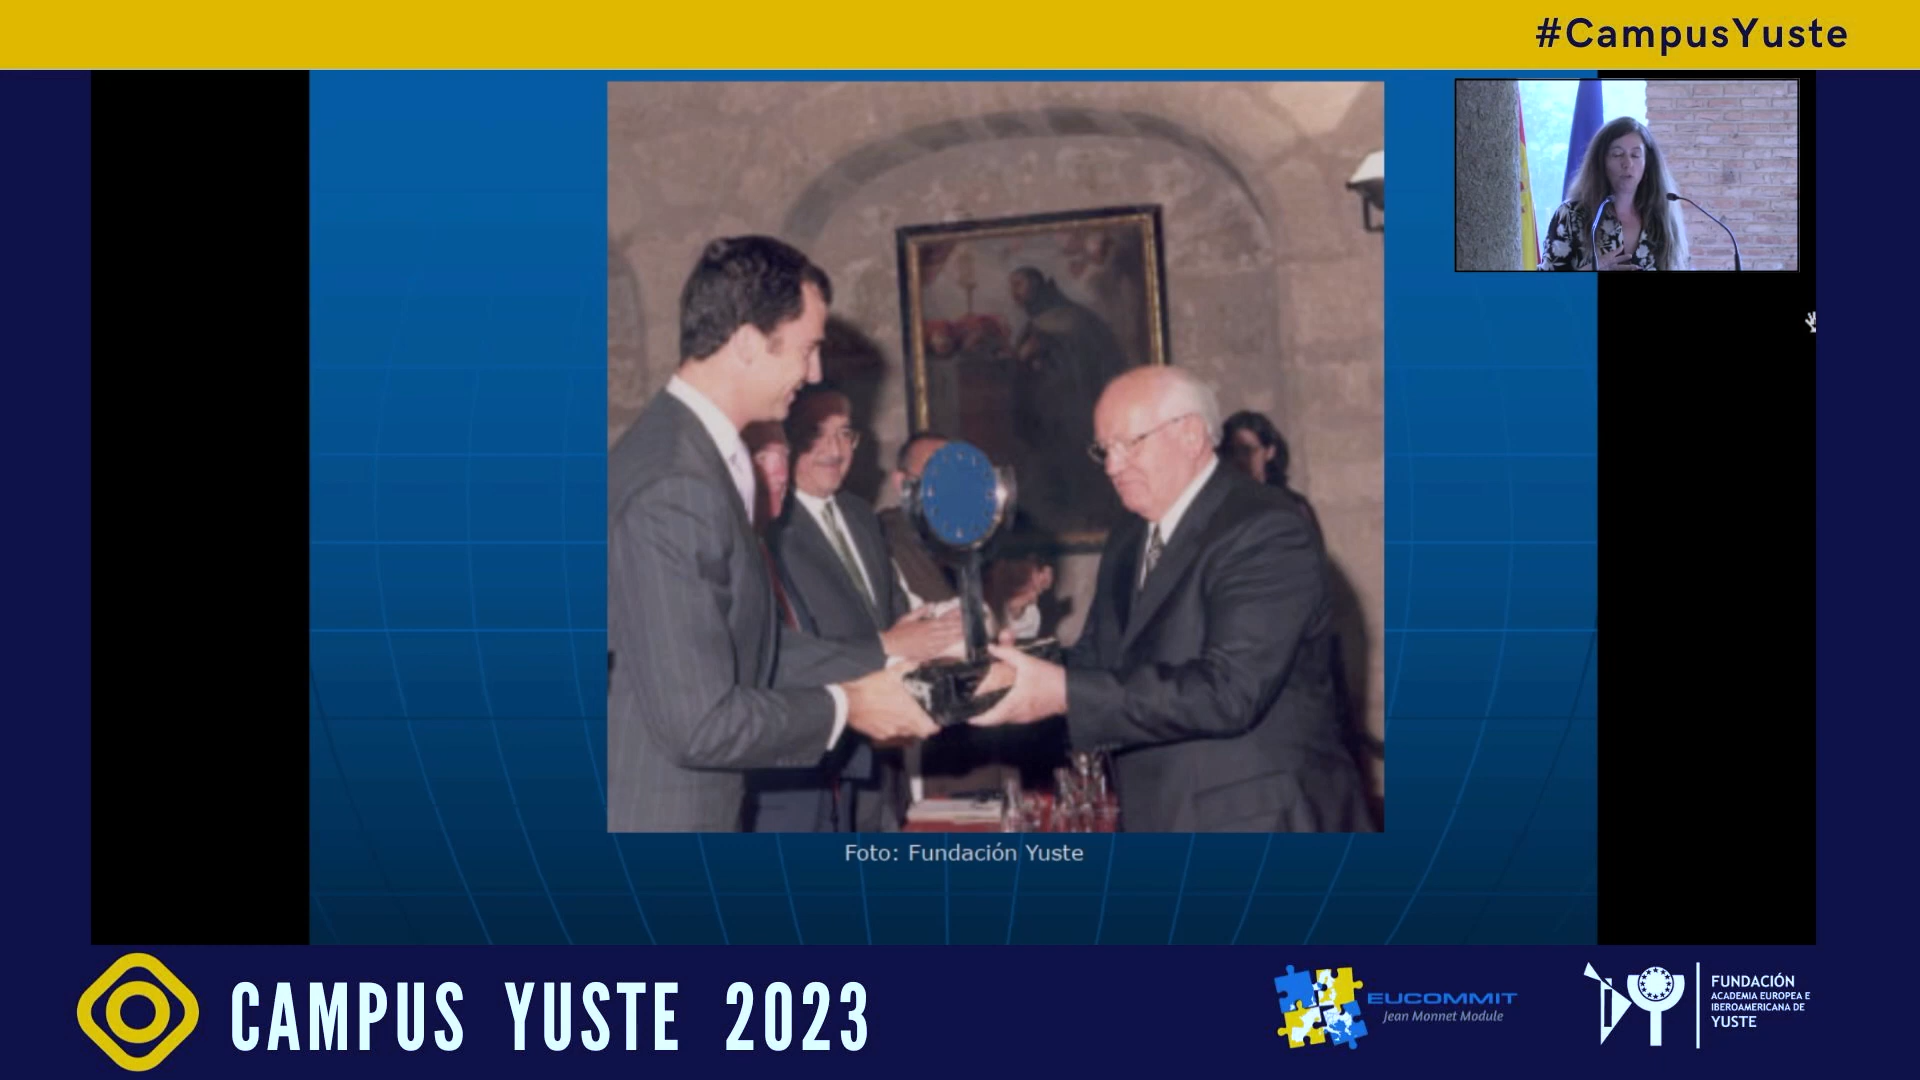 #CampusYuste
Foto: Fundación Yuste
CAMPUS YUSTE 2023
EUCOMMIT
Jean Monnet Module
FUNDACIÓN
ACADEMIA EUROPEA E
IBEROAMERICANA DE
YUSTE